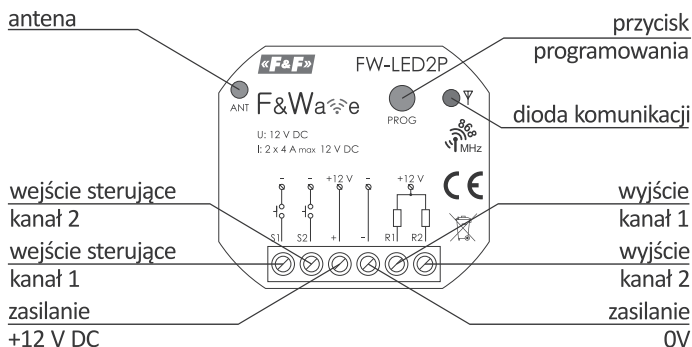 antena
przycisk
programowania
«F&F»
FW-LED2P
ANT
F&Wave
PROG
dioda komunikacji
U: 12 V DC
I: 2 x 4 A max 12 V DC
868
MHz
- - +12 V - +12 V
CE
wejście sterujące
kanał 2
wyjście
kanał 1
S1 S2 + - R1 R2
wejście sterujące
kanał 1
wyjście
kanał 2
zasilanie
+12 V DC
zasilanie
0V